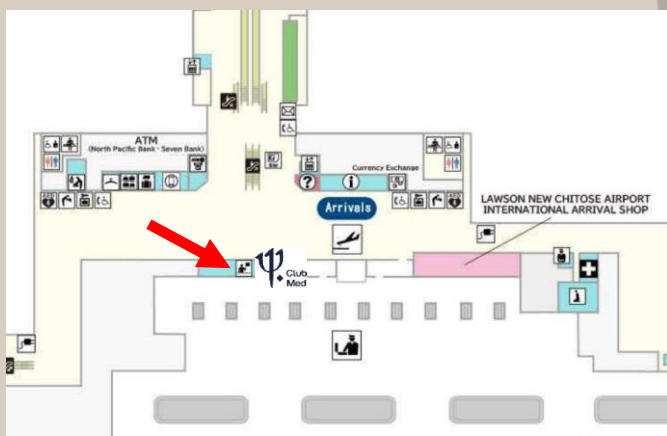 ATM
(North Pacific Bank・Seven Bank)
Currency Exchange
?
i
Arrivals
LAWSON NEW CHITOSE AIRPORT
INTERNATIONAL ARRIVAL SHOP
Club
Med